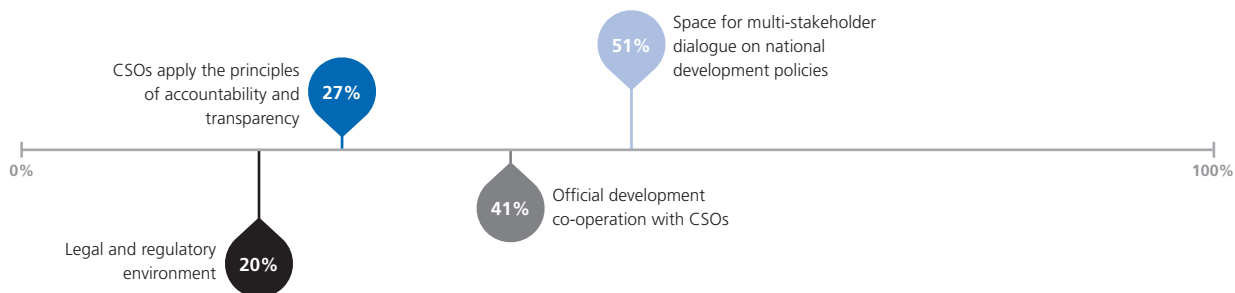 Space for multi-stakeholder
dialogue on national
development policies
51%
CSOs apply the principles
of accountability and
transparency
27%
0%
100%
41%
Official development
co-operation with CSOs
Legal and regulatory
environment
20%